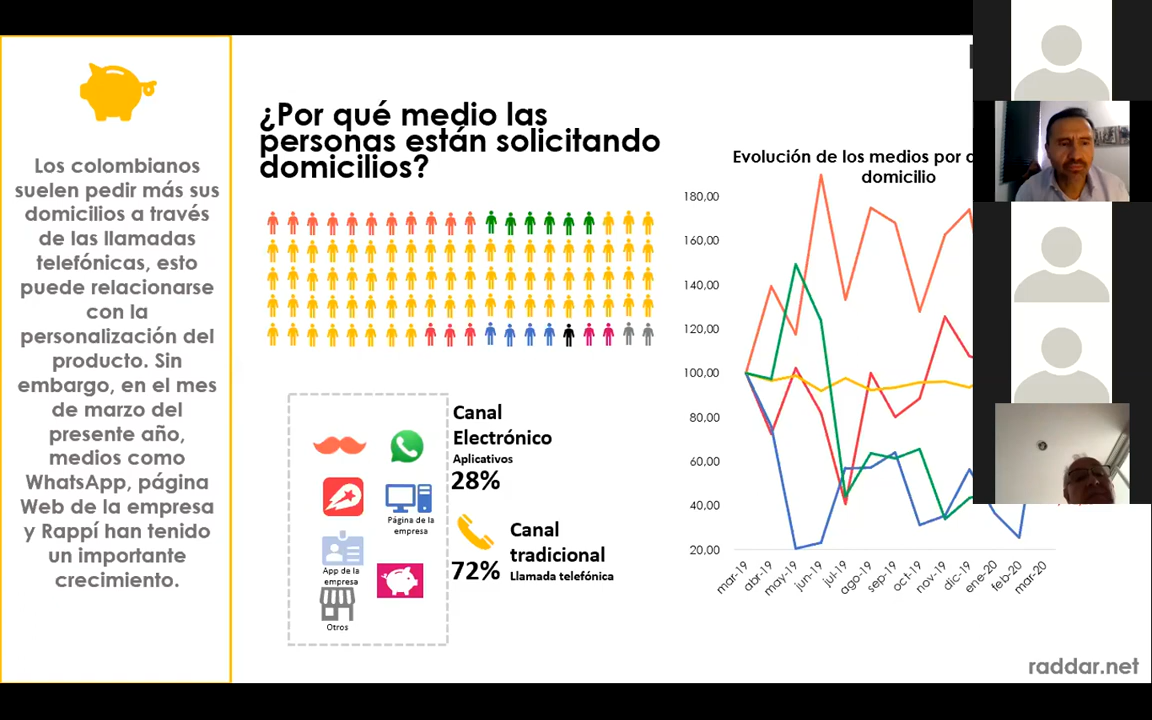 Los colombianos
suelen pedir más sus
domicilios a través
de las llamadas
telefónicas, esto
puede relacionarse
con la
personalización del
producto. Sin
embargo, en el mes
de marzo del
presente año,
medios como
WhatsApp, página
Web de la empresa
y Rappí han tenido
un importante
crecimiento.
¿Por qué medio las
personas están solicitando
domicilios?
Página de la
empresa
App de la
empresa
Otros
Canal
Electrónico
Aplicativos
28%
Canal
tradicional
72% Llamada telefónica
Evolución de los medios por
domicilio
180,00
160,00
140,00
120,00
100,00
80,00
60,00
40,00
20,00
mar-19
abr-19
may-19
jun-19
jul-19
ago-19
sep-19
oct-19
nov-19
dic-19
ene-20
feb-20
mar-20
raddar.net